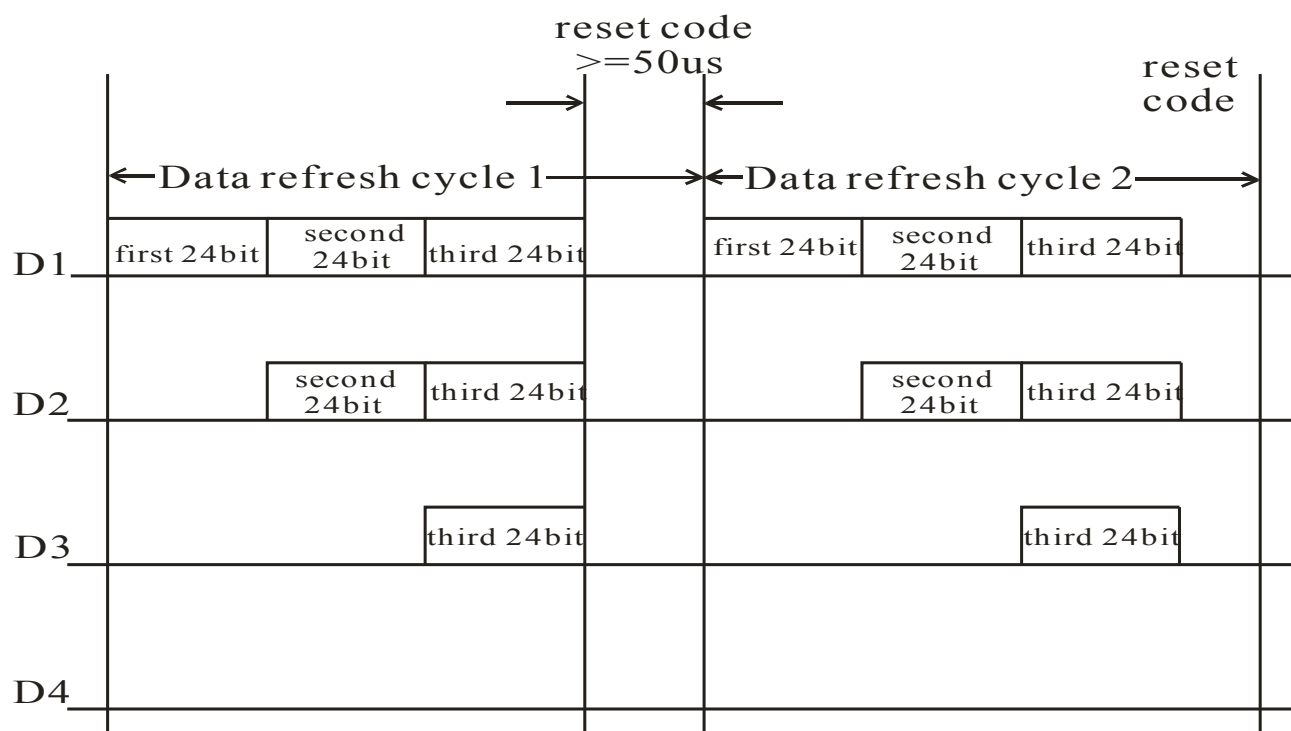 reset code
>=50us
reset
code
Data refresh cycle 1
Data refresh cycle 2
D1
first 24bit
second
24bit
third 24bit
first 24bit
second
24bit
third 24bit
D2
second
24bit
third 24bit
second
24bit
third 24bit
D3
third 24bit
third 24bit
D4